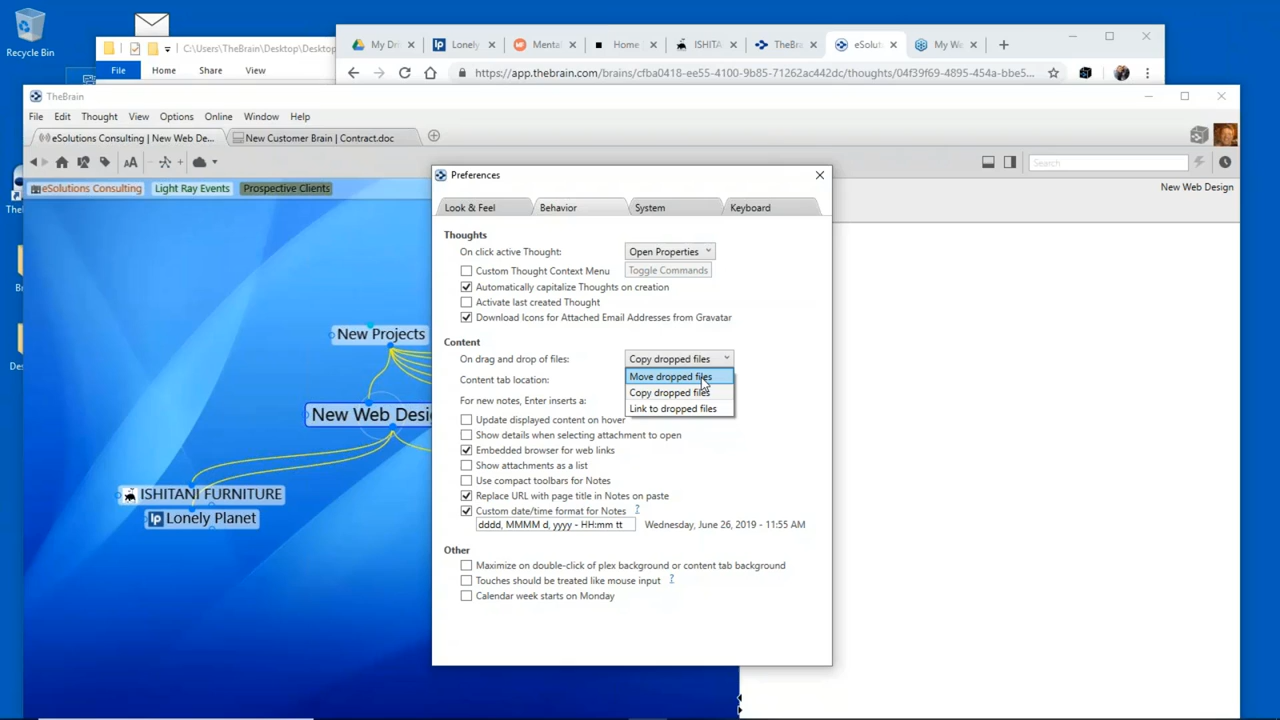 Recycle Bin
C:\Users\TheBrain\Desktop\Desktop
File Home Share View
My Dri Lonely Mental Home ISHITA TheBra eSolut My Wa
https://app.thebrain.com/brains/cfba0418-ee55-4100-9b85-71262ac442dc/thoughts/04f39f69-4895-454a-bbe5...
TheBrain
File Edit Thought View Options Online Window Help
eSolutions Consulting | New Web De...
New Customer Brain | Contract.doc
AA
Search
eSolutions Consulting
Light Ray Events
Prospective Clients
New Web Design
New Projects
New Web Desi
ISHITANI FURNITURE
lp Lonely Planet
Preferences
Look & Feel Behavior System Keyboard
Thoughts
On click active Thought: Open Properties
Custom Thought Context Menu Toggle Commands
Automatically capitalize Thoughts on creation
Activate last created Thought
Download Icons for Attached Email Addresses from Gravatar
Content
On drag and drop of files: Copy dropped files
Move dropped files
Copy dropped files
Link to dropped files
Content tab location:
For new notes, Enter inserts a:
Update displayed content on hover
Show details when selecting attachment to open
Embedded browser for web links
Show attachments as a list
Use compact toolbars for Notes
Replace URL with page title in Notes on paste
Custom date/time format for Notes ?
dddd, MMMM d, yyyy - HH:mm tt Wednesday, June 26, 2019 - 11:55 AM
Other
Maximize on double-click of plex background or content tab background
Touches should be treated like mouse input ?
Calendar week starts on Monday